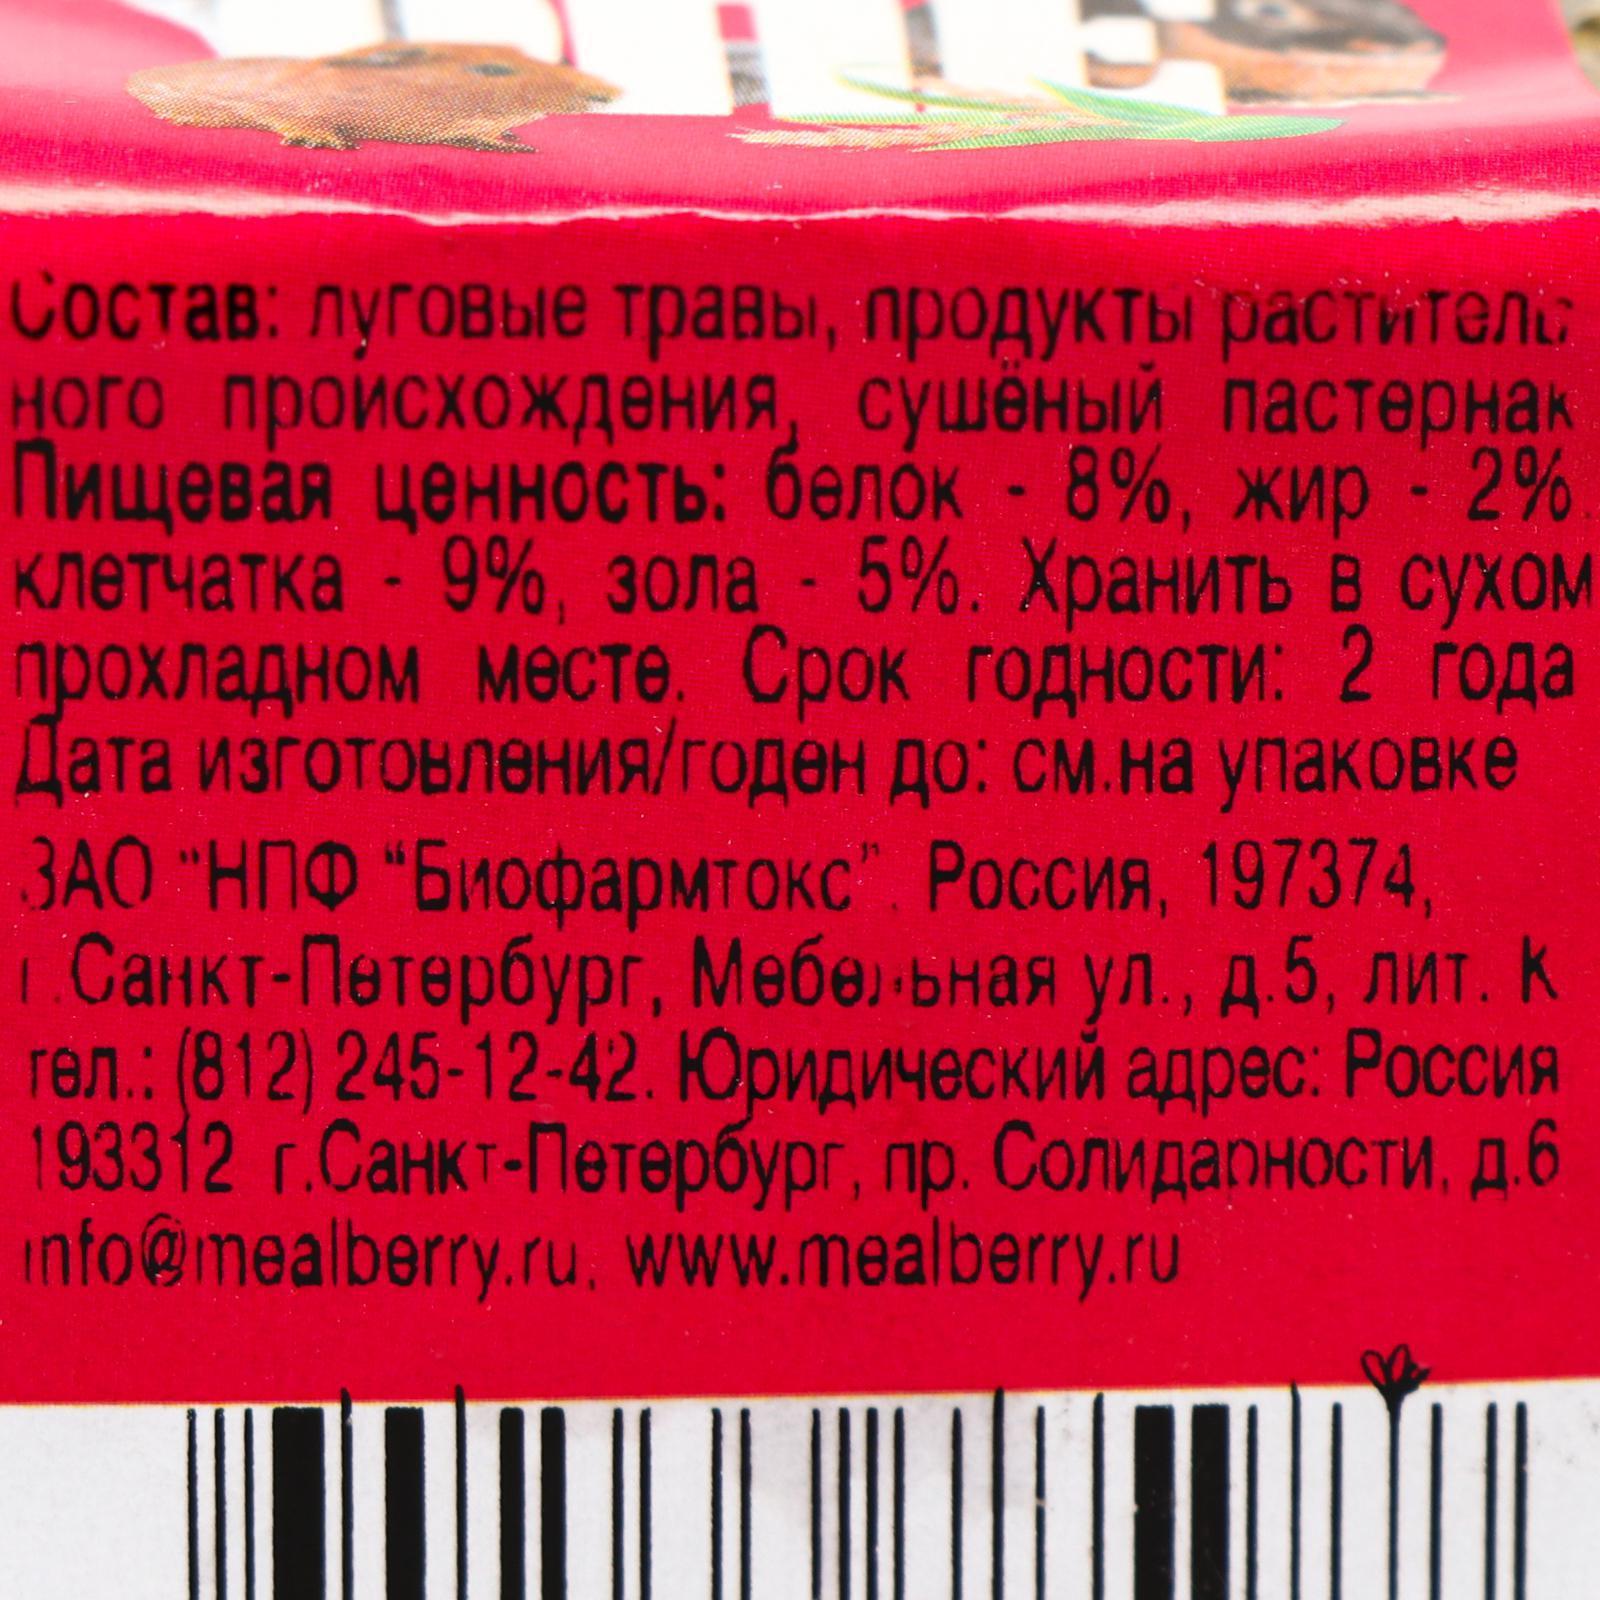 Состав: луговые травы, продукты раститель
ного происхождения, сушёный пастернак
Пищевая ценность: белок - 8%, жир - 2%.
клетчатка - 9%, зола - 5%. Хранить в сухом
прохладном месте. Срок годности: 2 года
Дата изготовления/годен до: см.на упаковке
ЗАО "НПФ "Биофармтокс". Россия, 197374,
г.Санкт-Петербург, Мебельная ул., д.5, лит. К
тел.: (812) 245-12-42. Юридический адрес: Россия
193312 г.Санкт-Петербург, пр. Солидарности, д.6
info@mealberry.ru, www.mealberry.ru